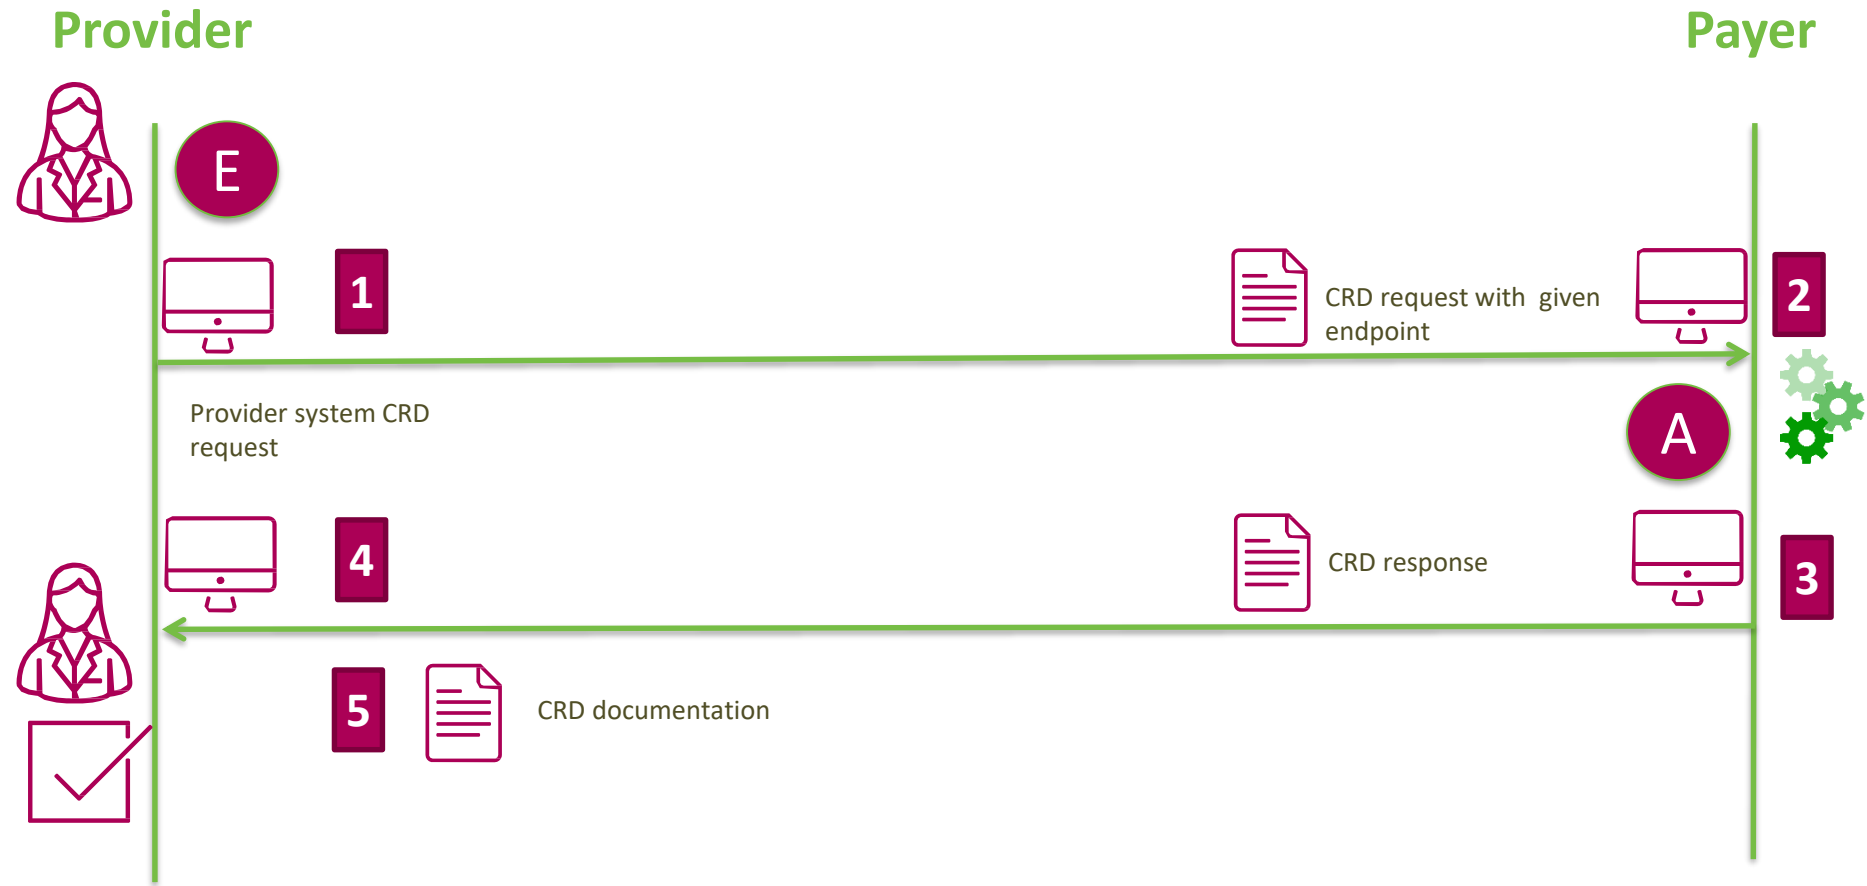 Provider
Payer
E
1
CRD request with given
endpoint
2
Provider system CRD
request
A
4
CRD response
3
5
CRD documentation